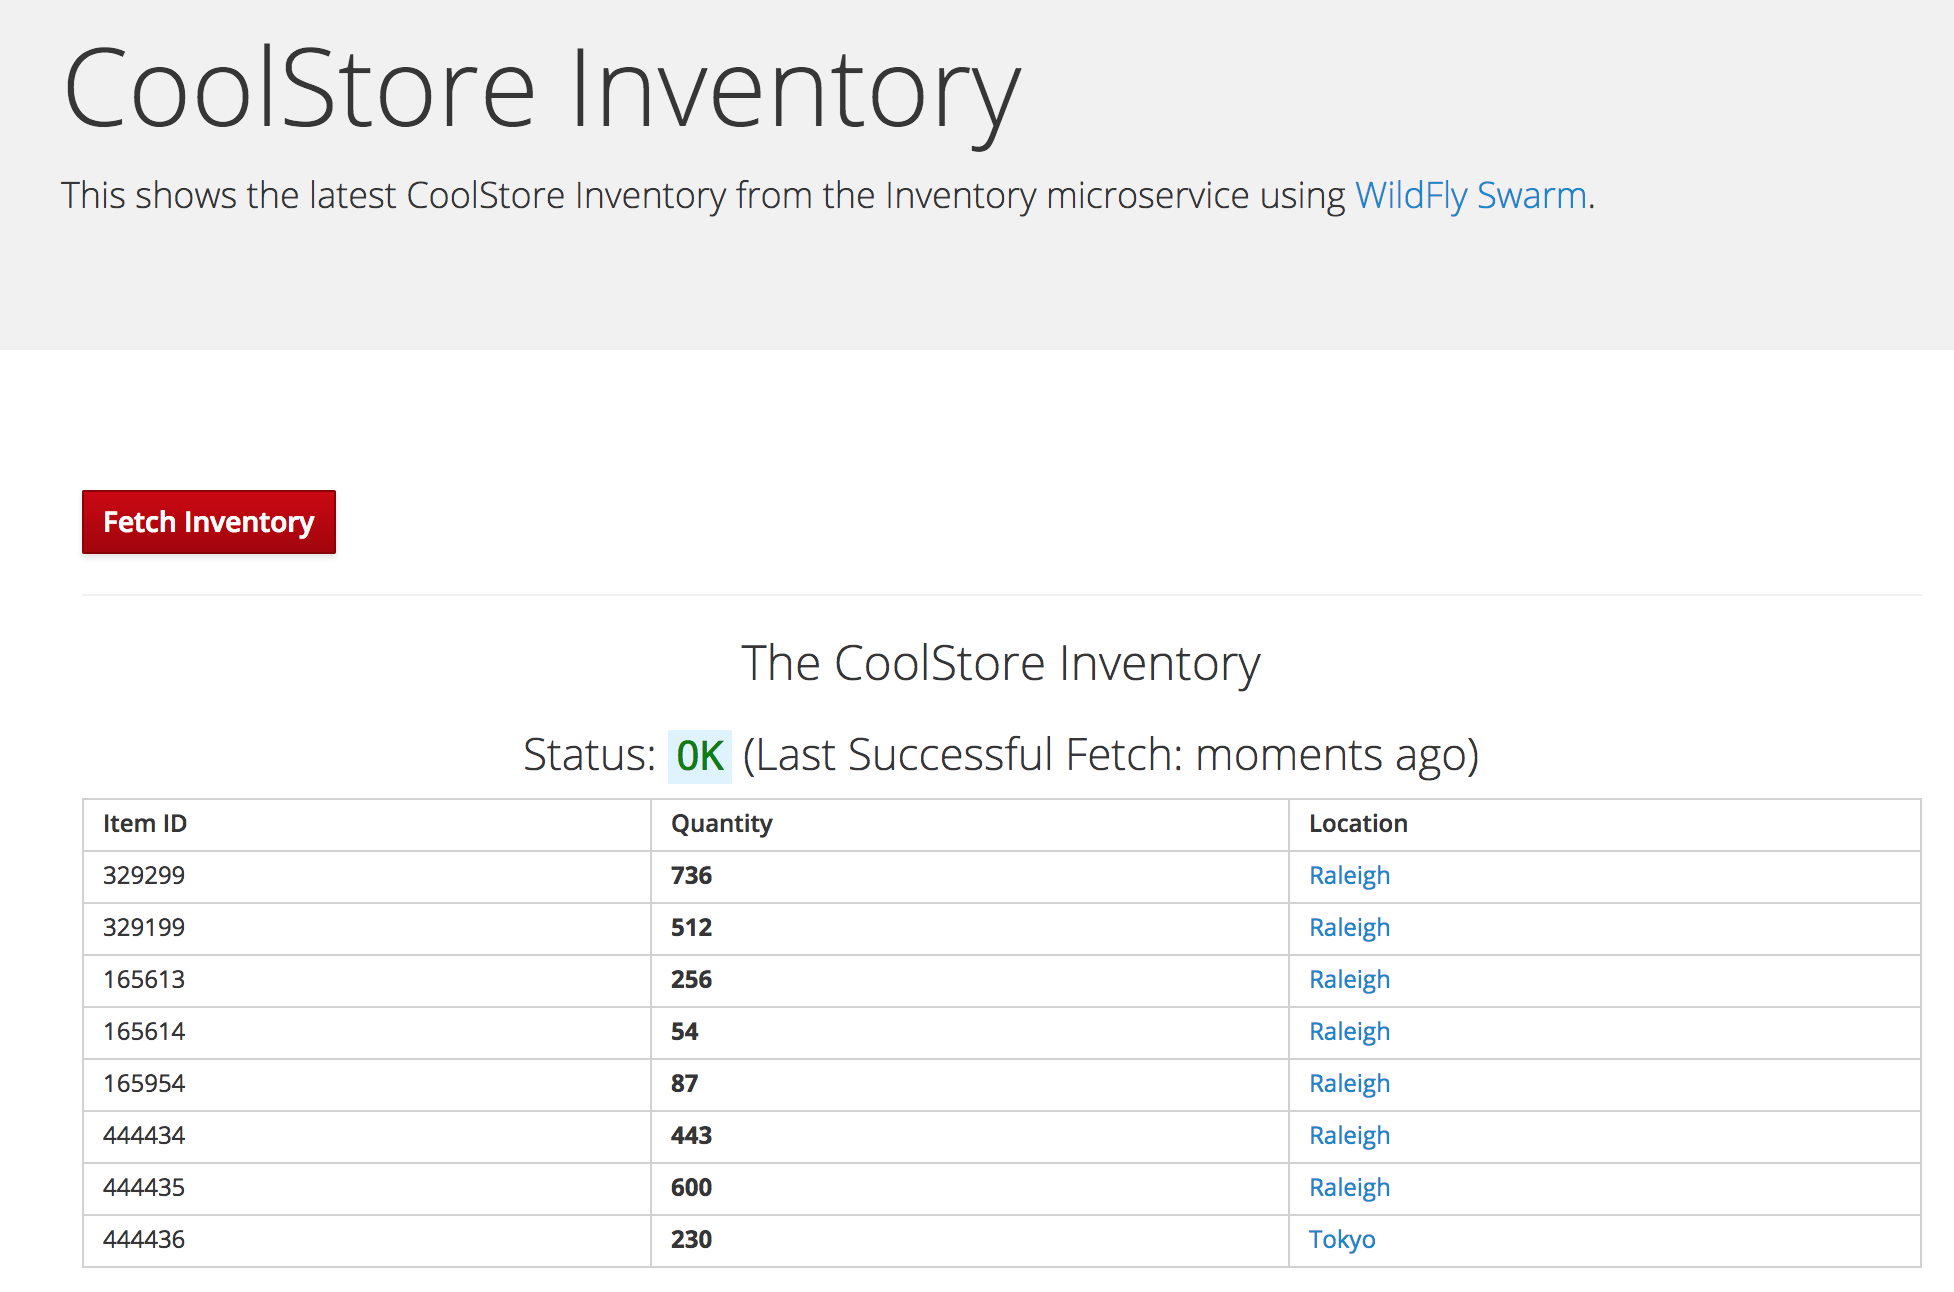 CoolStore Inventory
This shows the latest CoolStore Inventory from the Inventory microservice using WildFly Swarm.
Fetch Inventory
The CoolStore Inventory
Status: OK (Last Successful Fetch: moments ago)
Item ID Quantity Location
329299 736 Raleigh
329199 512 Raleigh
165613 256 Raleigh
165614 54 Raleigh
165954 87 Raleigh
444434 443 Raleigh
444435 600 Raleigh
444436 230 Tokyo